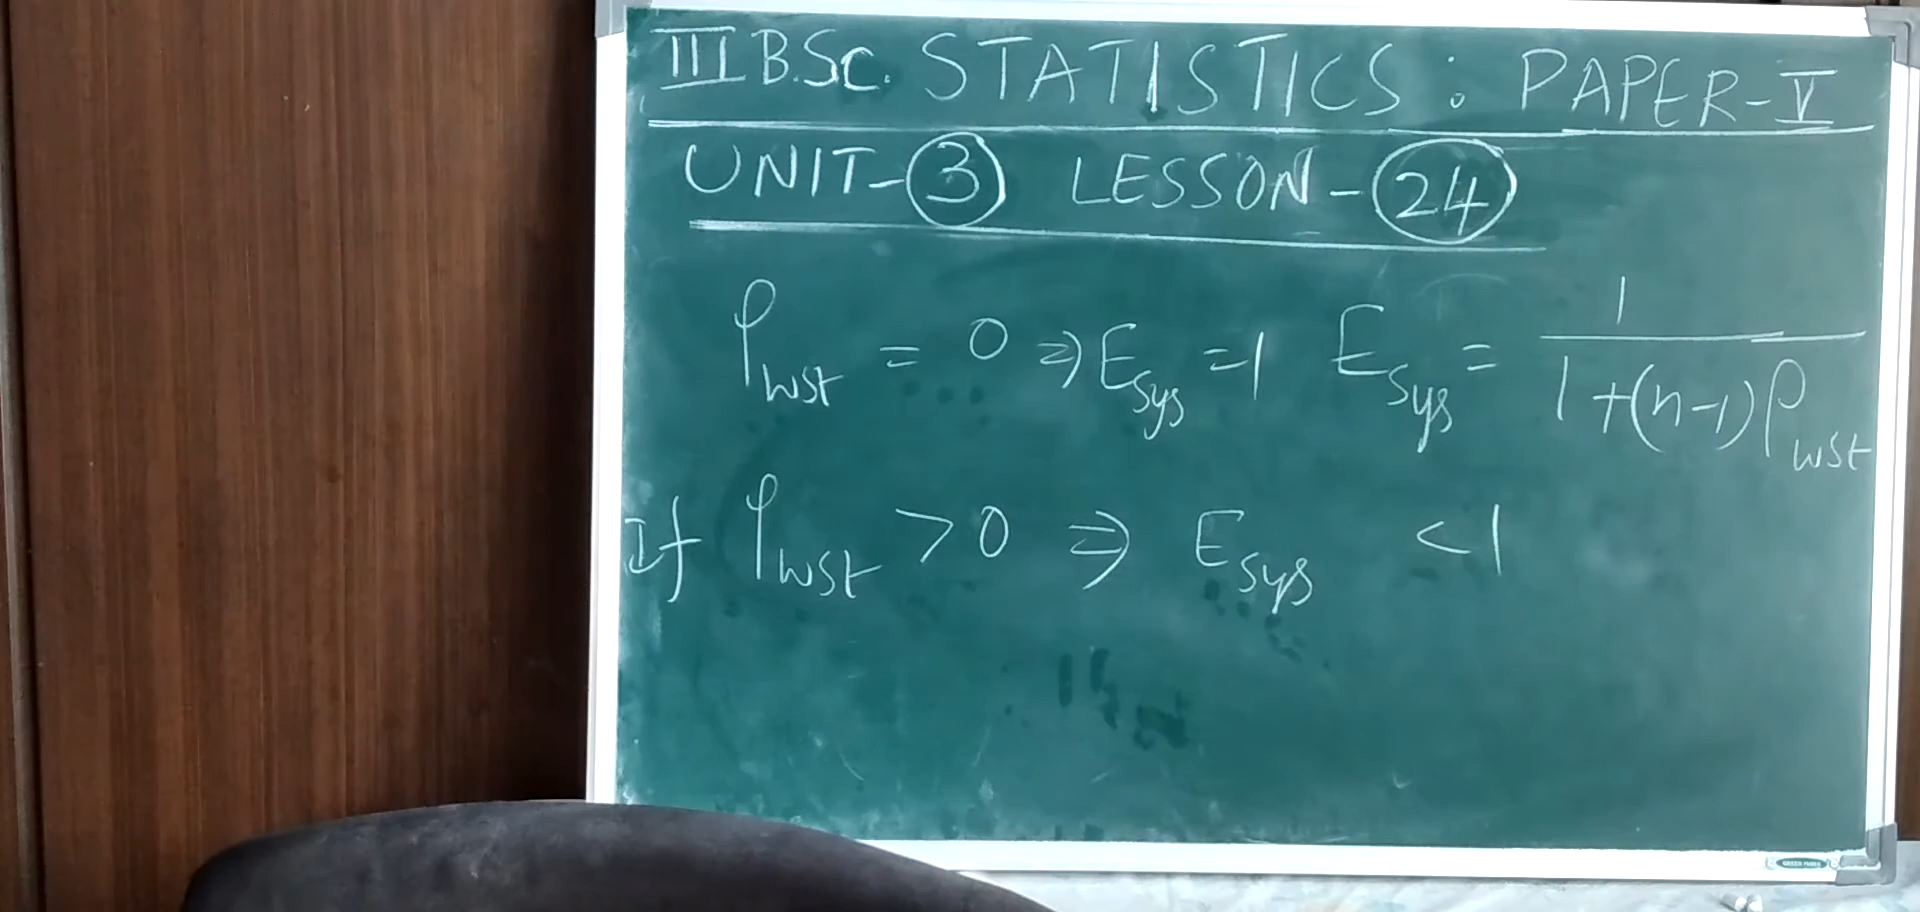 III B.Sc. STATISTICS : PAPER-V
UNIT-3 LESSON-24
ρwst = 0 ⇒ Esys = 1 Esys = 1/(1+(n-1)ρwst)
If ρwst > 0 ⇒ Esys < 1